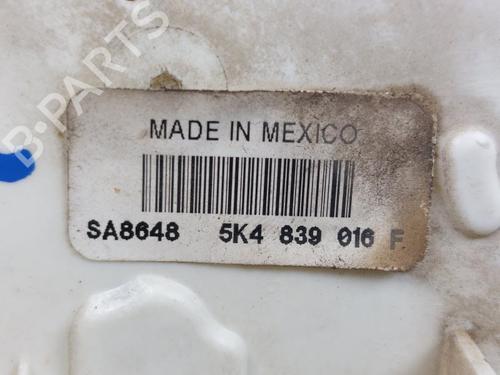 B-PARTS
MADE IN MEXICO
SA8648 5K4 839 016 F